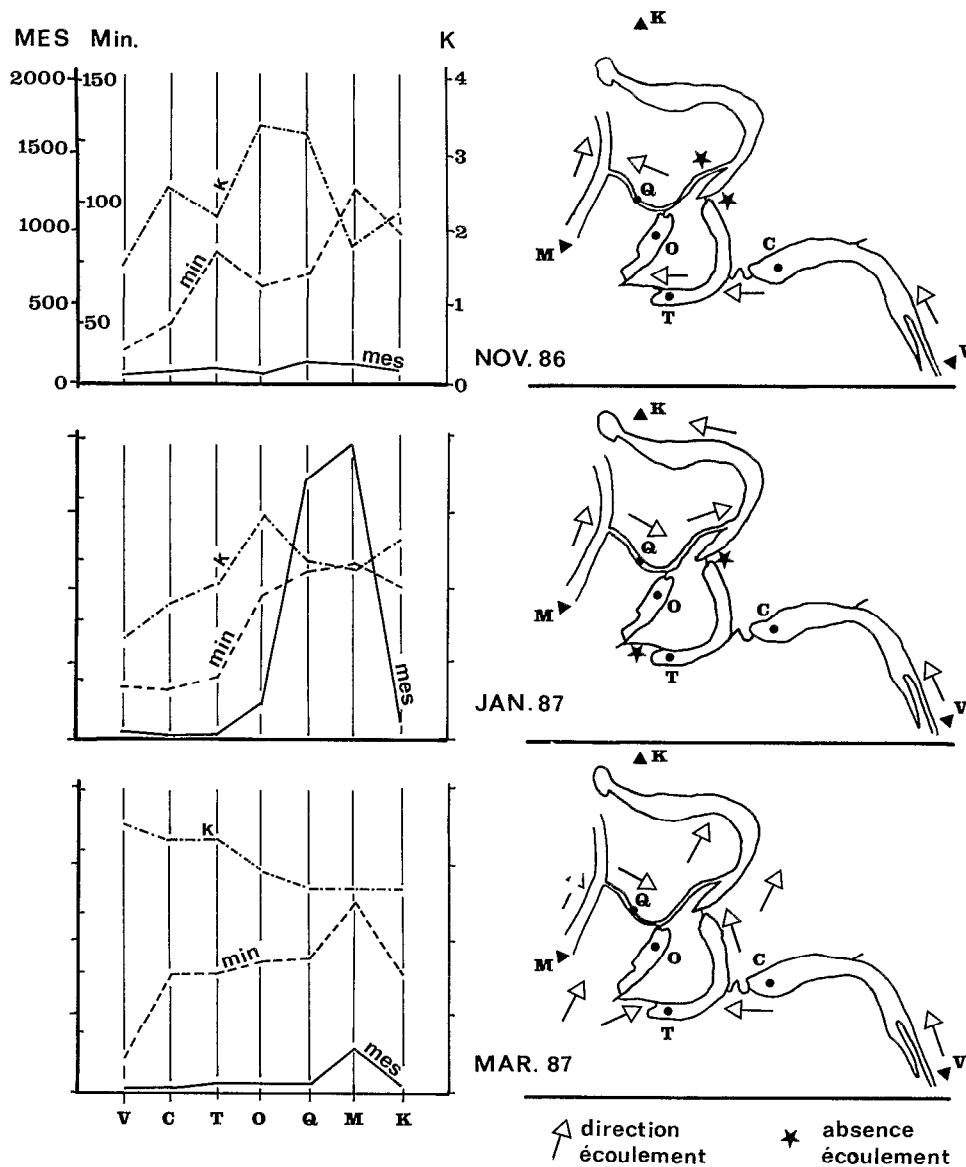 MES Min. K
2000 150 4
1500 3
100
1000 2
500 50 1
0 0
K
min
mes
NOV. 86
K
Q
M
O
C
T
V
K
min
mes
JAN. 87
K
Q
M
O
C
T
V
K
min
mes
MAR. 87
K
Q
M
O
C
T
V
V C T O Q M K
direction écoulement
absence écoulement